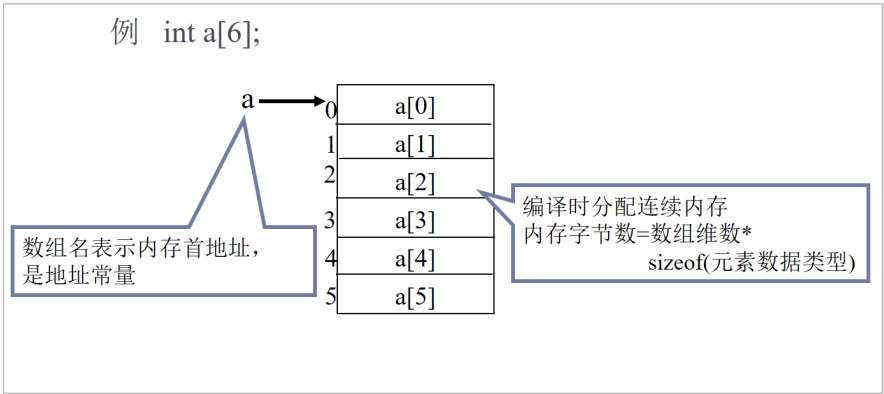 例 int a[6];
a
0 a[0]
1 a[1]
2 a[2]
3 a[3]
4 a[4]
5 a[5]
数组名表示内存首地址，
是地址常量
编译时分配连续内存
内存字节数=数组维数*
sizeof(元素数据类型)